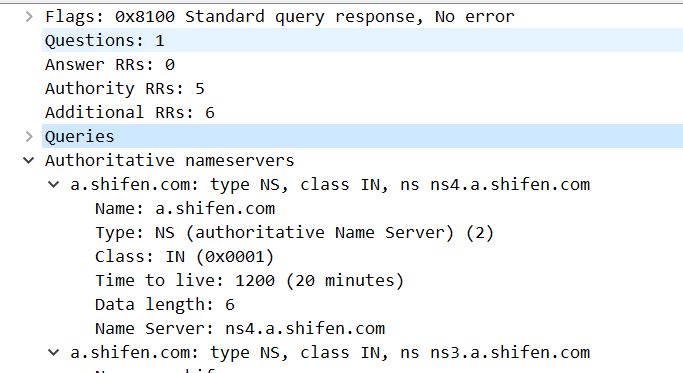 Flags: 0x8100 Standard query response, No error
Questions: 1
Answer RRs: 0
Authority RRs: 5
Additional RRs: 6
Queries
Authoritative nameservers
a.shifen.com: type NS, class IN, ns ns4.a.shifen.com
Name: a.shifen.com
Type: NS (authoritative Name Server) (2)
Class: IN (0x0001)
Time to live: 1200 (20 minutes)
Data length: 6
Name Server: ns4.a.shifen.com
a.shifen.com: type NS, class IN, ns ns3.a.shifen.com